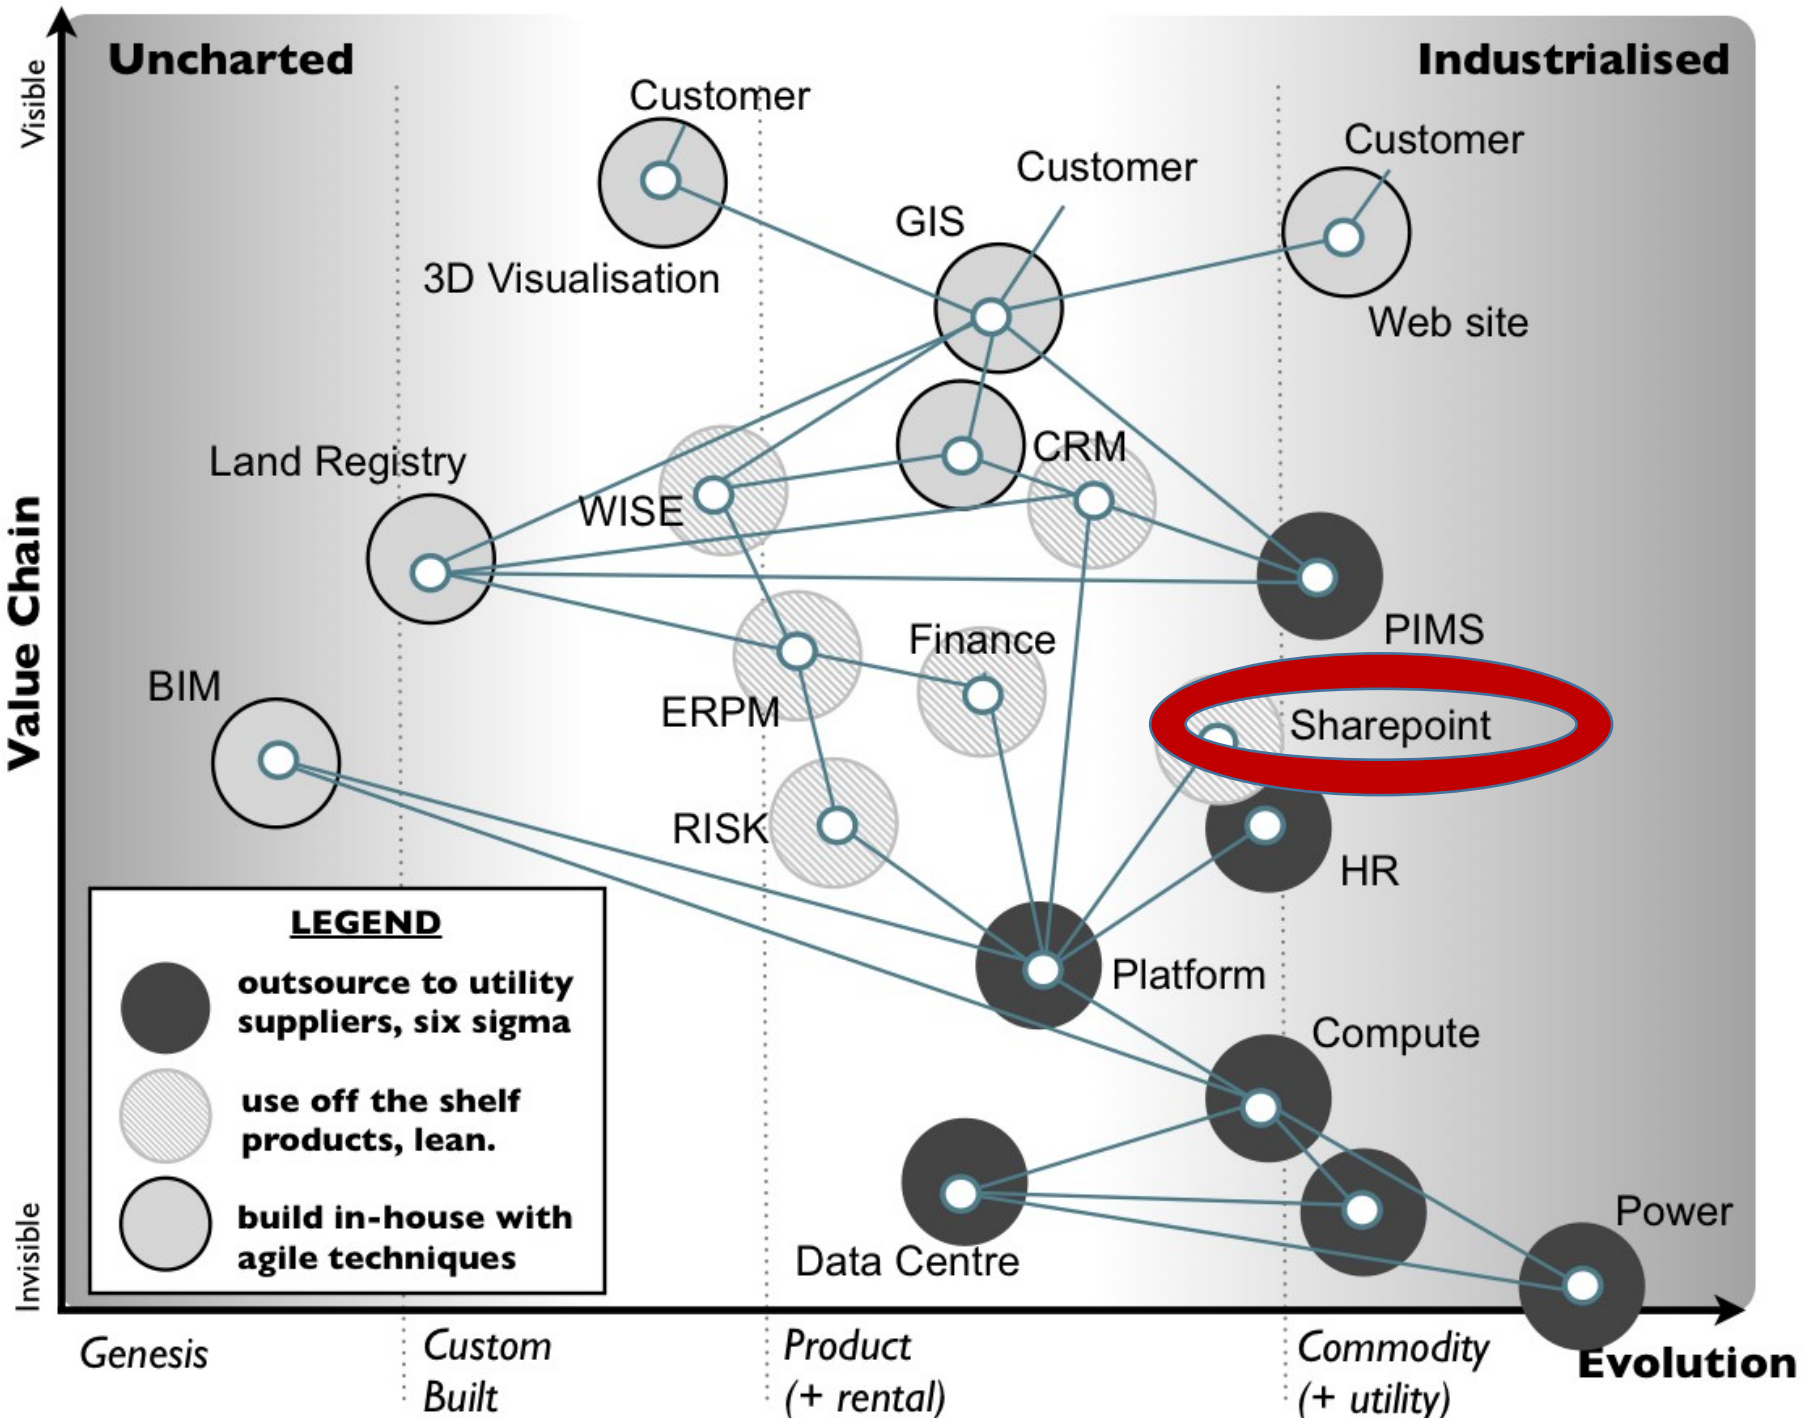 Uncharted
Industrialised
Visible
Customer
Customer
Customer
GIS
3D Visualisation
Web site
Land Registry
CRM
WISE
Value Chain
PIMS
Finance
BIM
ERPM
Sharepoint
RISK
HR
LEGEND
outsource to utility
suppliers, six sigma
use off the shelf
products, lean.
build in-house with
agile techniques
Platform
Compute
Power
Data Centre
Invisible
Genesis
Custom
Built
Product
(+ rental)
Commodity
(+ utility)
Evolution